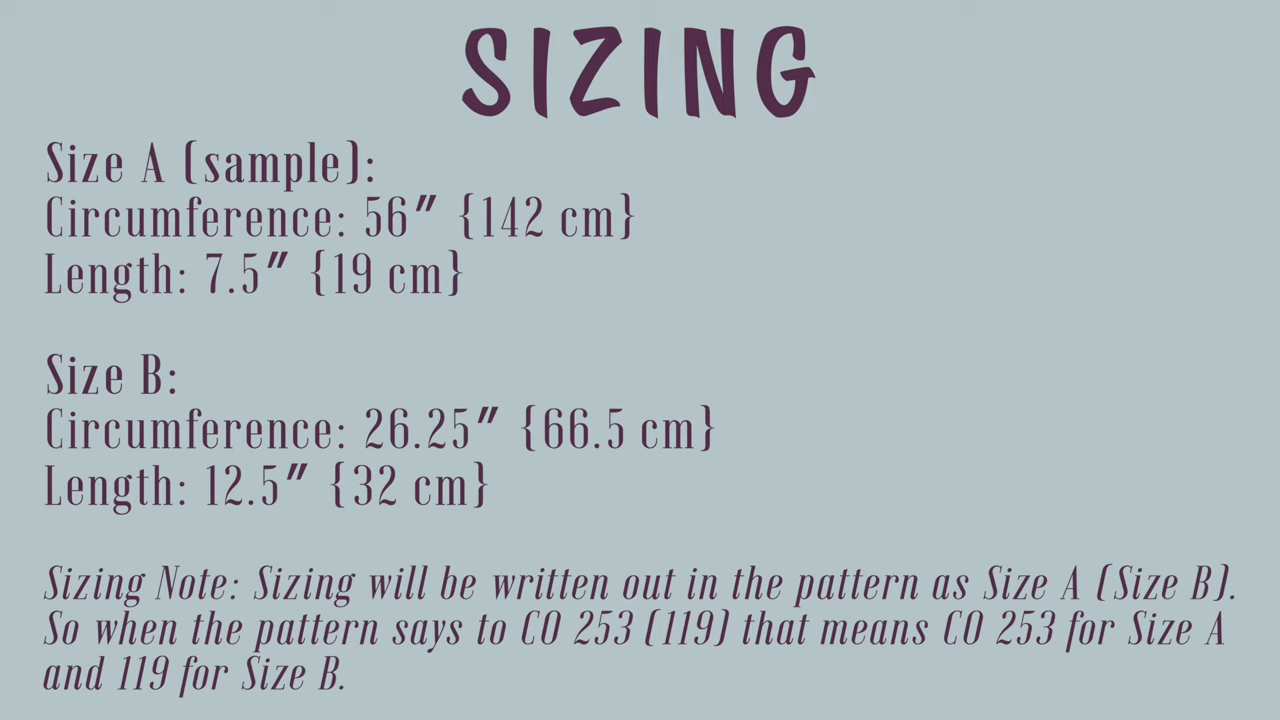 SIZING
Size A (sample):
Circumference: 56″ {142 cm}
Length: 7.5″ {19 cm}
Size B:
Circumference: 26.25″ {66.5 cm}
Length: 12.5″ {32 cm}
Sizing Note: Sizing will be written out in the pattern as Size A (Size B).
So when the pattern says to CO 253 (119) that means CO 253 for Size A
and 119 for Size B.